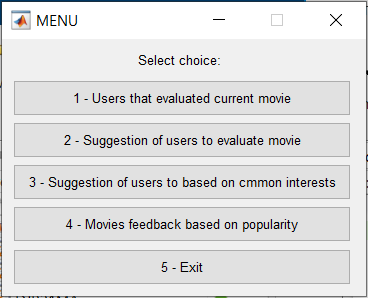 MENU
Select choice:
1 - Users that evaluated current movie
2 - Suggestion of users to evaluate movie
3 - Suggestion of users to based on cmmon interests
4 - Movies feedback based on popularity
5 - Exit